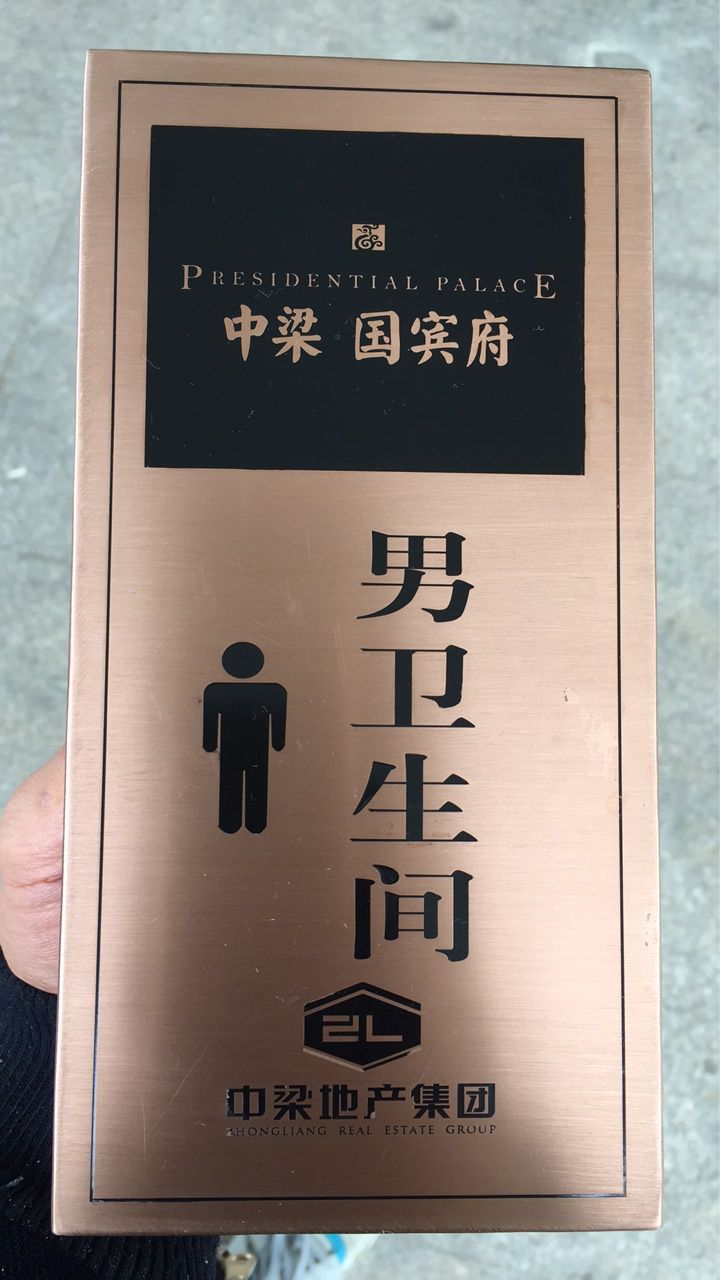 PRESIDENTIAL PALACE
中梁 国宾府
男卫生间
ZL
中梁地产集团
ZHONGLIANG REAL ESTATE GROUP